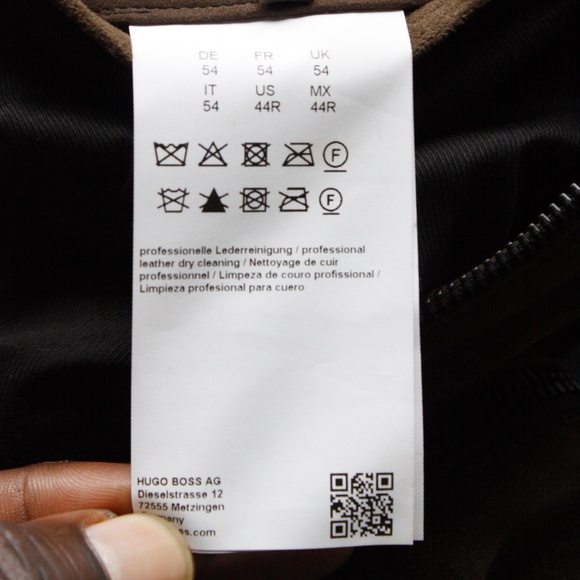 DE FR UK
54 54 54
IT US MX
54 44R 44R
F
F
professionelle Lederreinigung / professional
leather dry cleaning / Nettoyage de cuir
professionnel / Limpeza de couro profissional /
Limpieza profesional para cuero
HUGO BOSS AG
Dieselstrasse 12
72555 Metzingen